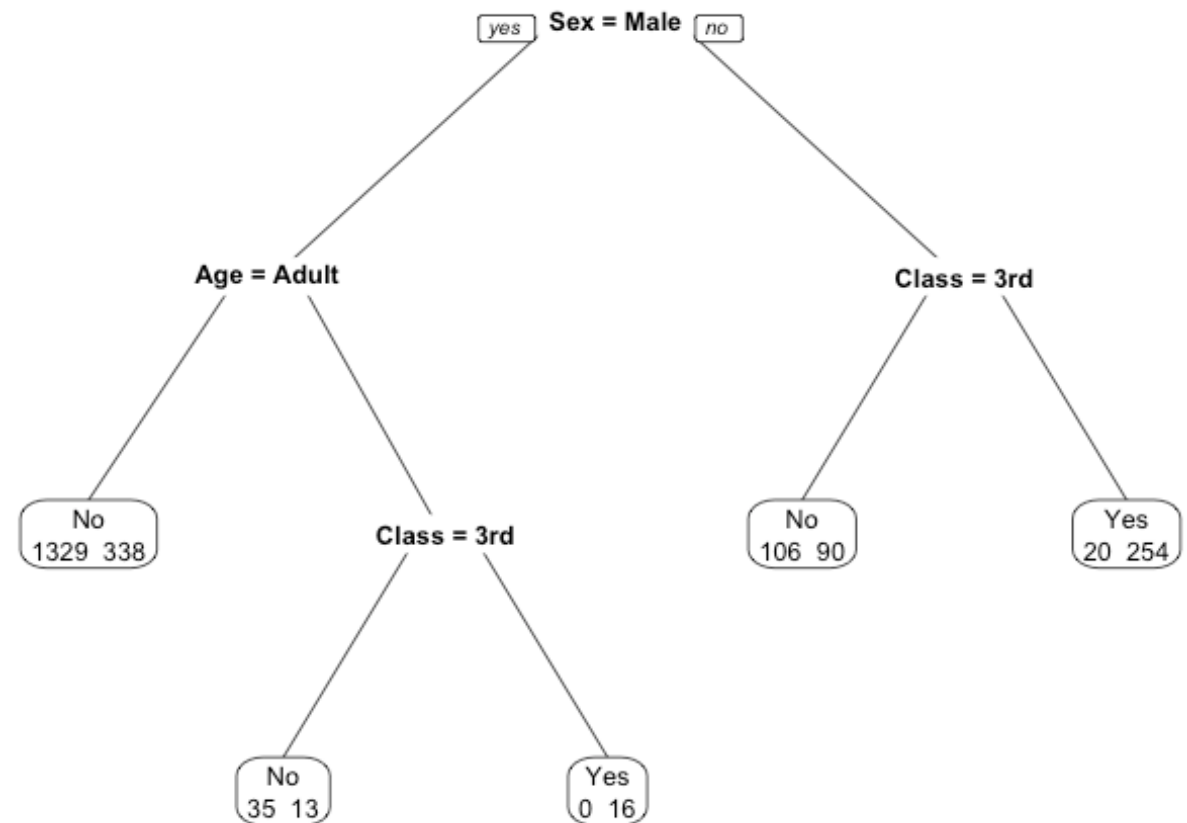 yes Sex = Male no
Age = Adult
Class = 3rd
No
1329 338
Class = 3rd
No
106 90
Yes
20 254
No
35 13
Yes
0 16